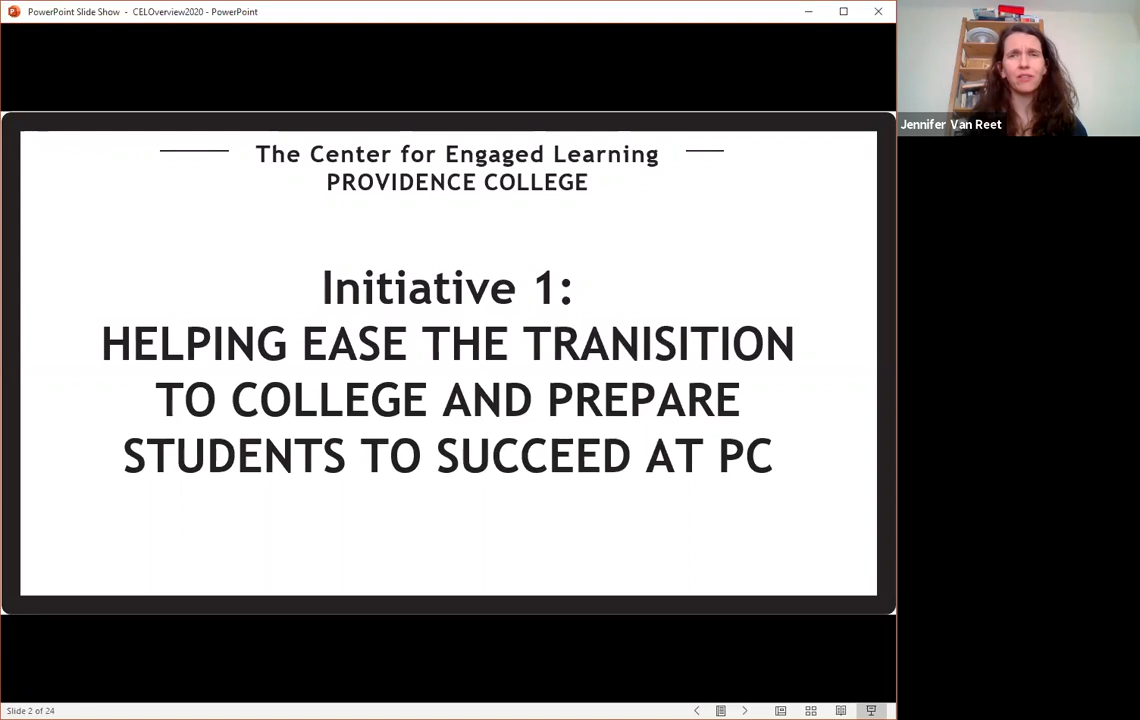 PowerPoint Slide Show - CELOverview2020 - PowerPoint
Jennifer Van Reet
The Center for Engaged Learning
PROVIDENCE COLLEGE
Initiative 1:
HELPING EASE THE TRANISITION
TO COLLEGE AND PREPARE
STUDENTS TO SUCCEED AT PC
Slide 2 of 24